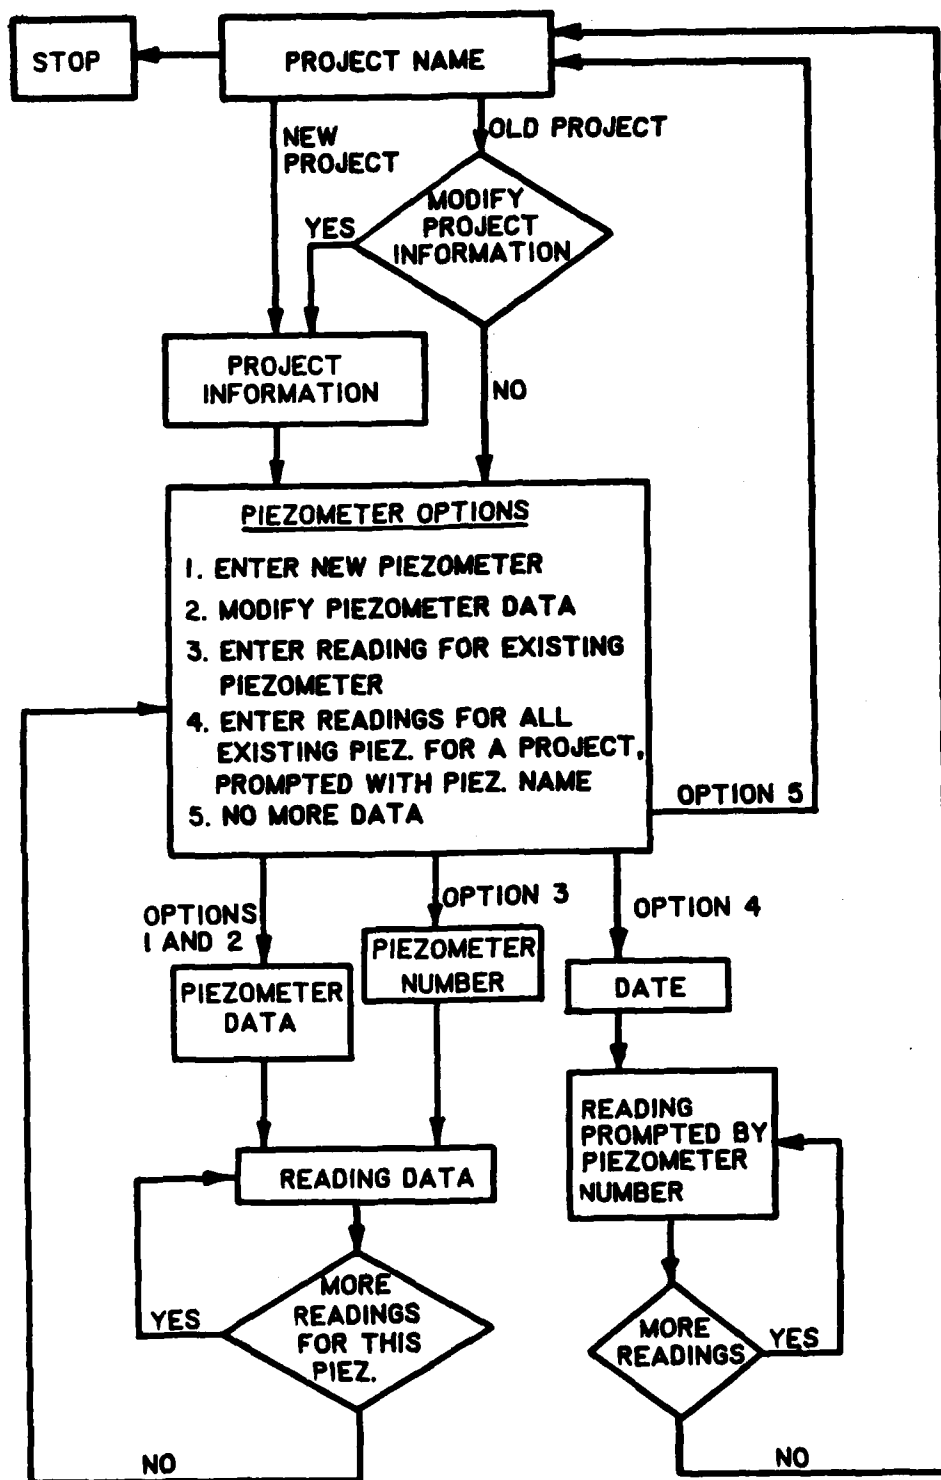 STOP
PROJECT NAME
NEW
PROJECT
OLD PROJECT
MODIFY
PROJECT
INFORMATION
YES
PROJECT
INFORMATION
NO
PIEZOMETER OPTIONS
1. ENTER NEW PIEZOMETER
2. MODIFY PIEZOMETER DATA
3. ENTER READING FOR EXISTING
PIEZOMETER
4. ENTER READINGS FOR ALL
EXISTING PIEZ. FOR A PROJECT,
PROMPTED WITH PIEZ. NAME
5. NO MORE DATA
OPTION 5
OPTIONS
1 AND 2
OPTION 3
OPTION 4
PIEZOMETER
DATA
PIEZOMETER
NUMBER
DATE
READING DATA
READING
PROMPTED BY
PIEZOMETER
NUMBER
MORE
READINGS
FOR THIS
PIEZ.
YES
MORE
READINGS
YES
NO
NO